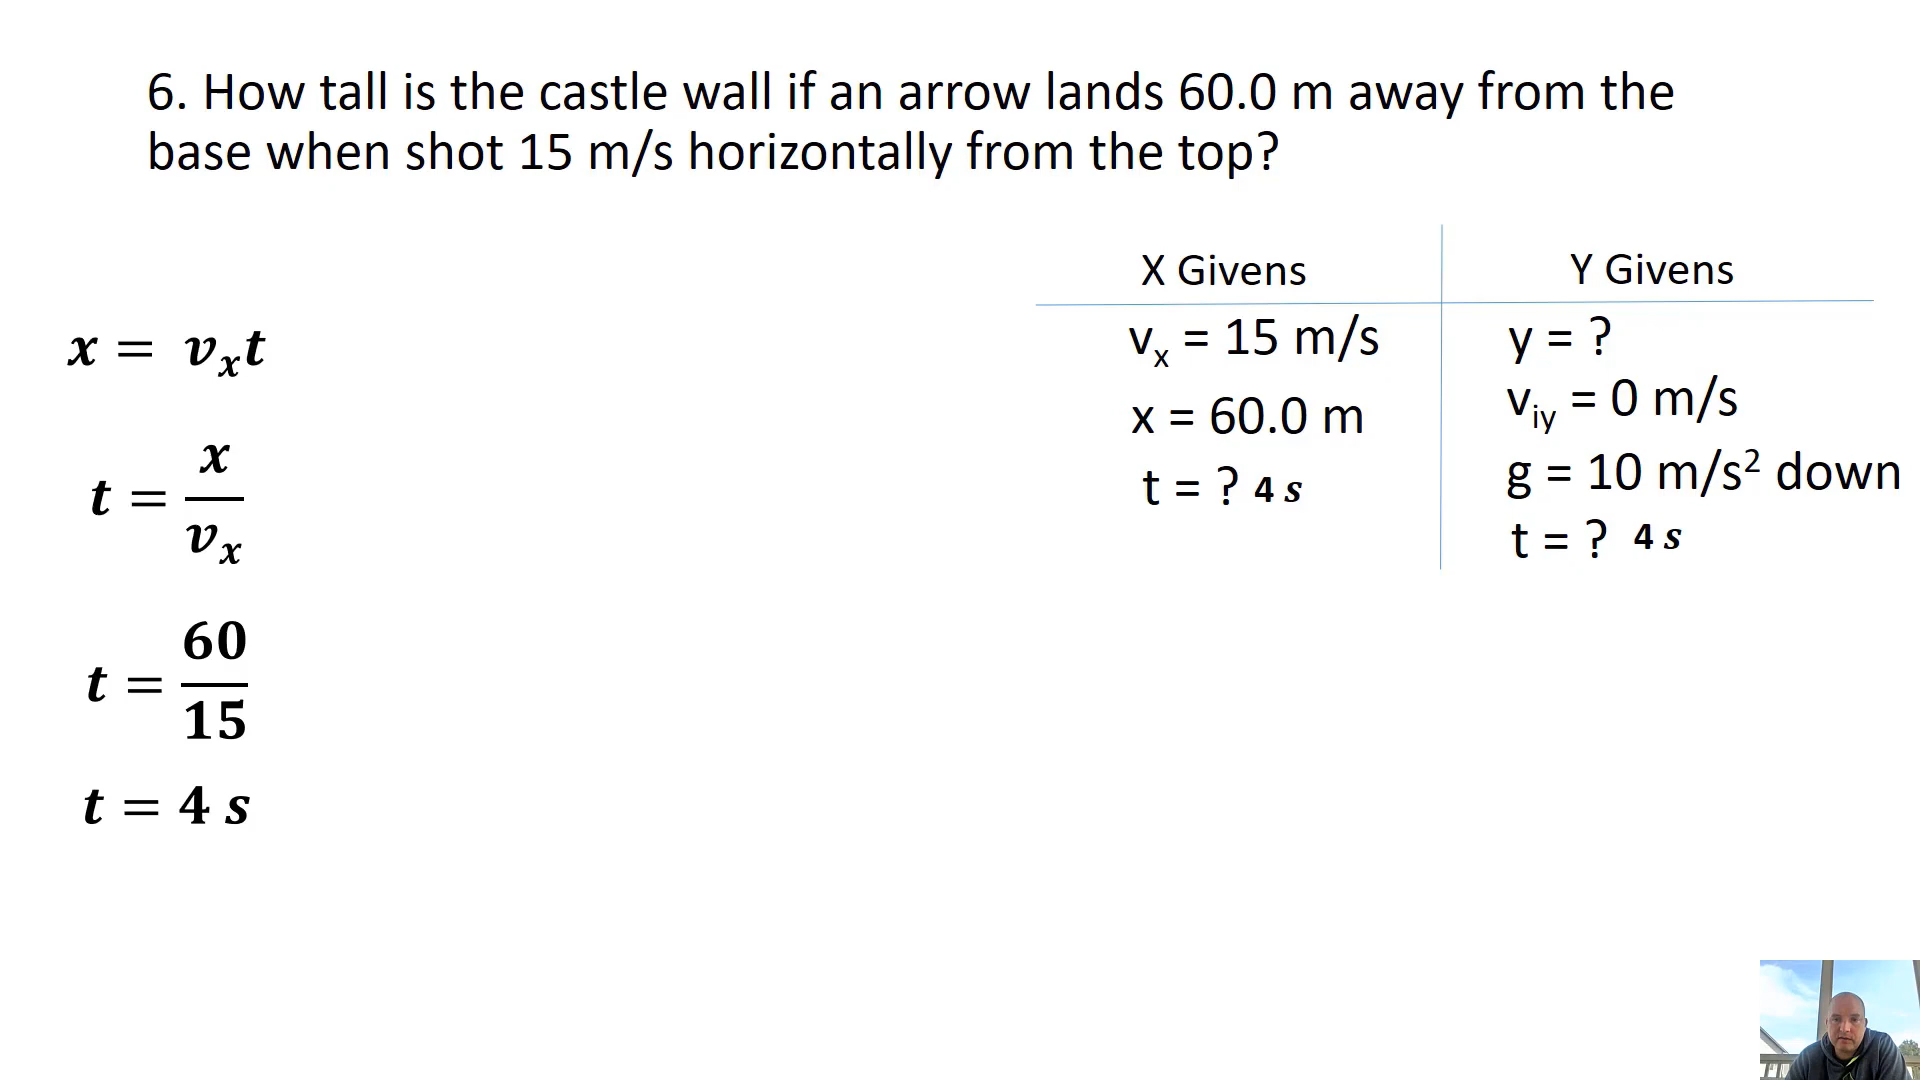 6. How tall is the castle wall if an arrow lands 60.0 m away from the
base when shot 15 m/s horizontally from the top?
x = vₓt
t = x/vₓ
t = 60/15
t = 4 s
X Givens
vₓ = 15 m/s
x = 60.0 m
t = ? 4 s
Y Givens
y = ?
v_iy = 0 m/s
g = 10 m/s² down
t = ? 4 s